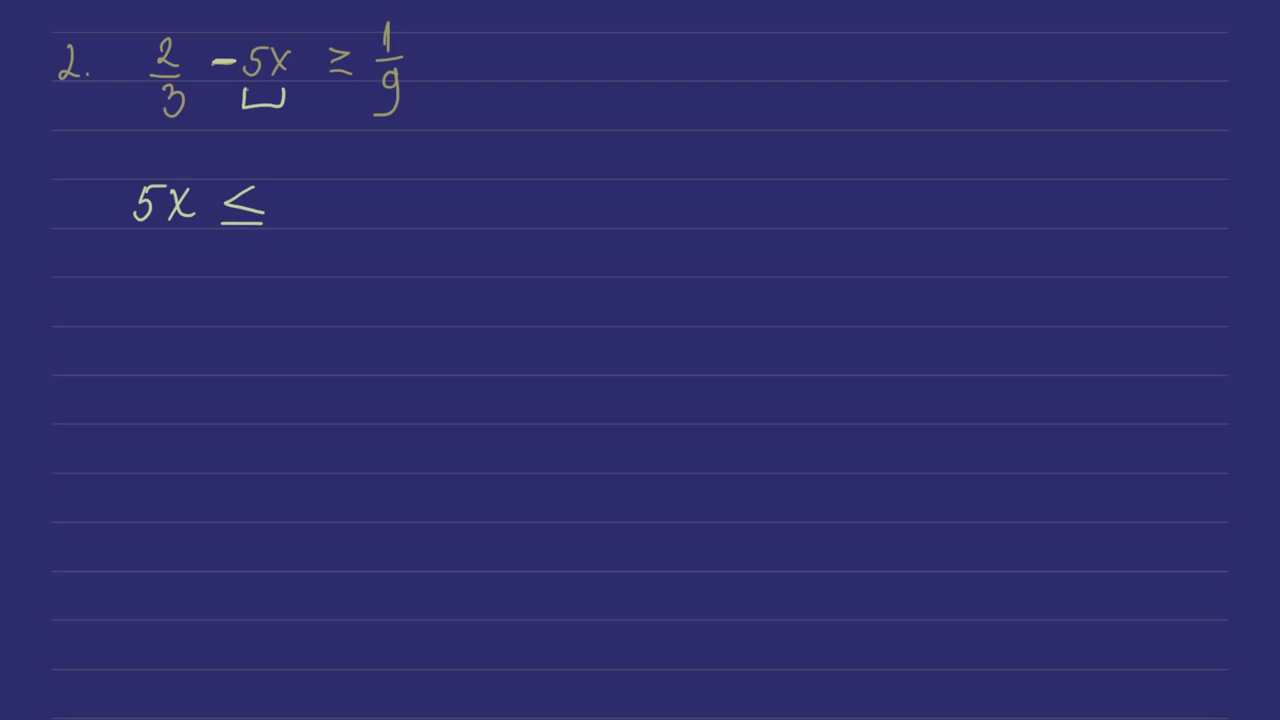 2. 2/3 - 5x ≥ 1/9
5x ≤